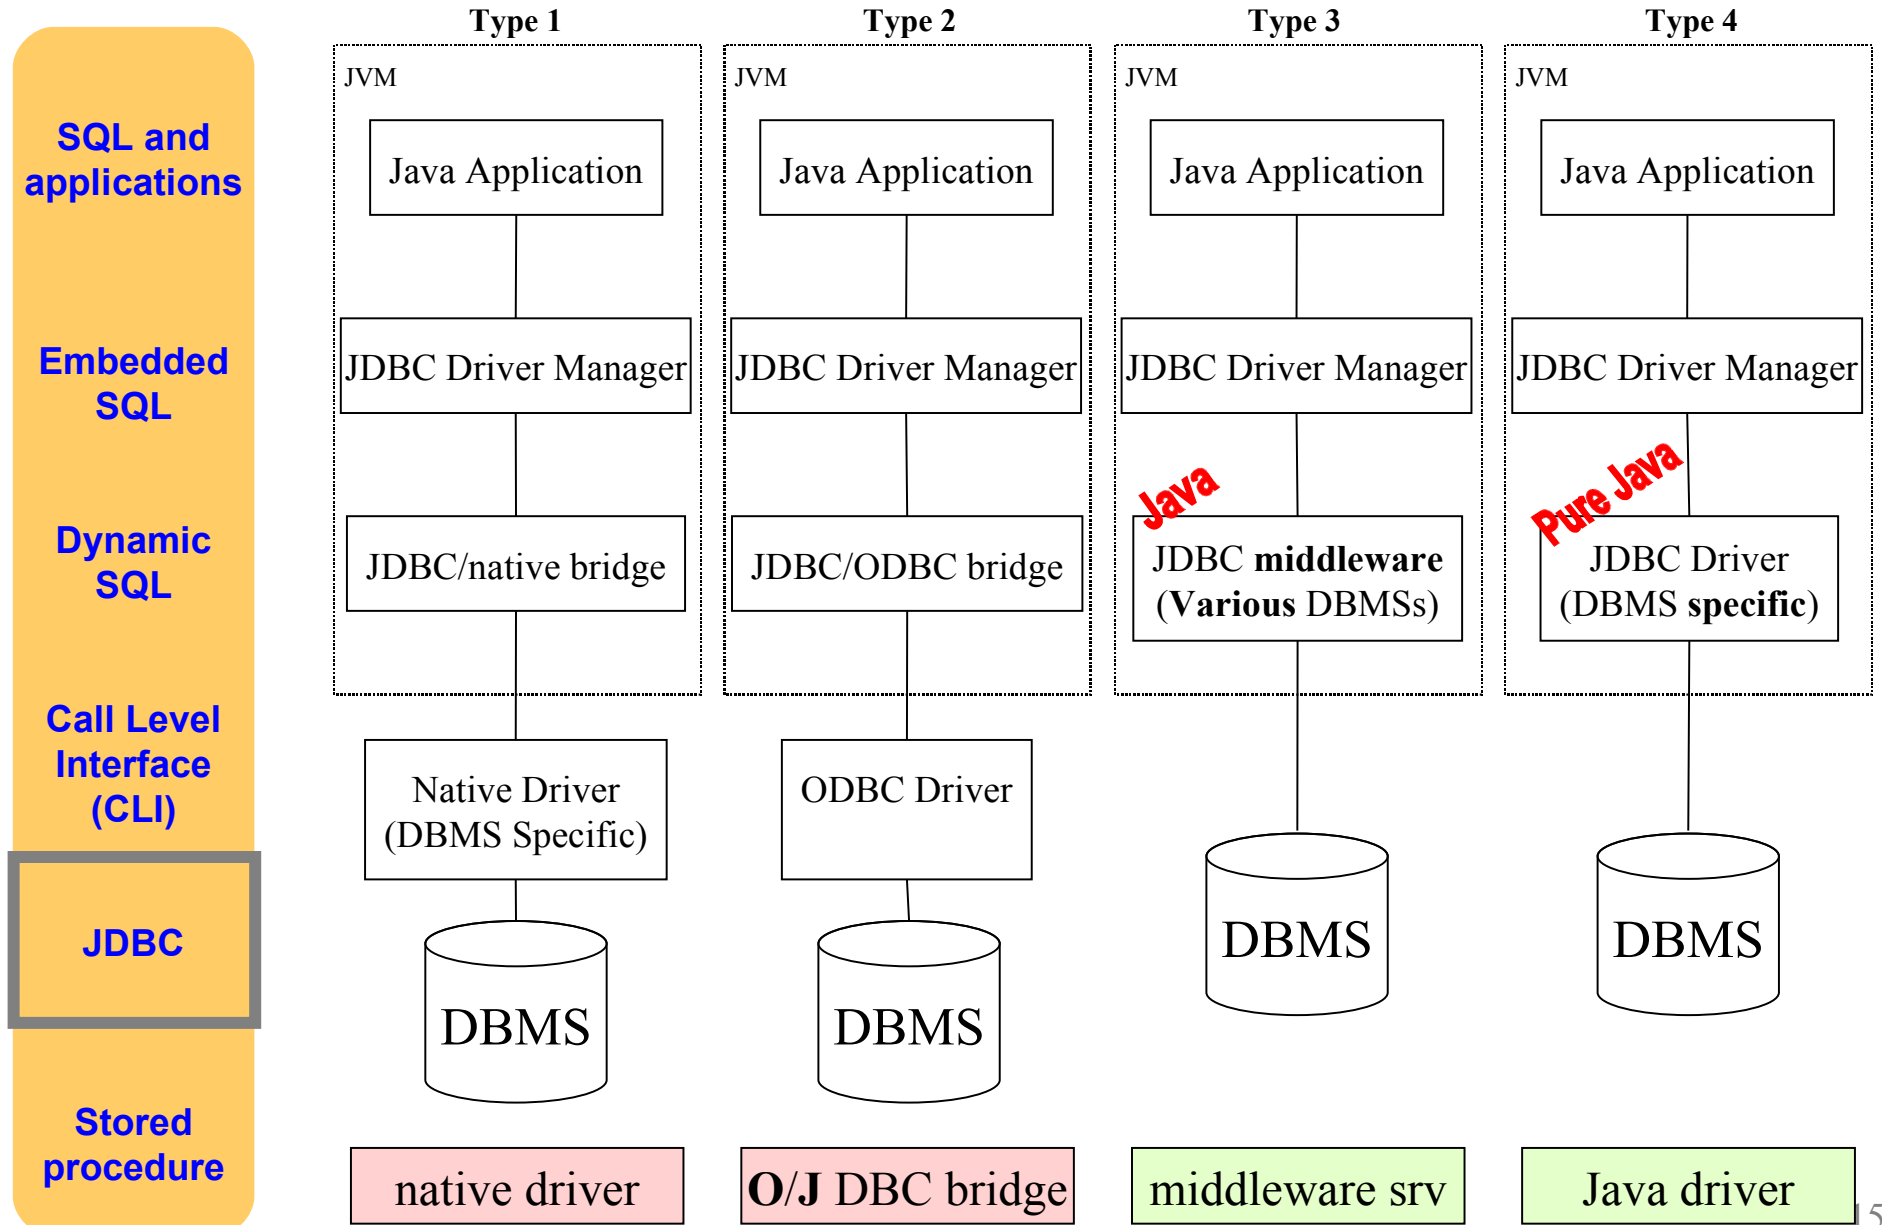 SQL and
applications
Embedded
SQL
Dynamic
SQL
Call Level
Interface
(CLI)
JDBC
Stored
procedure
Type 1
JVM
Java Application
JDBC Driver Manager
JDBC/native bridge
Native Driver
(DBMS Specific)
DBMS
native driver
Type 2
JVM
Java Application
JDBC Driver Manager
JDBC/ODBC bridge
ODBC Driver
DBMS
O/J DBC bridge
Type 3
JVM
Java Application
JDBC Driver Manager
Java
JDBC middleware
(Various DBMSs)
DBMS
middleware srv
Type 4
JVM
Java Application
JDBC Driver Manager
Pure Java
JDBC Driver
(DBMS specific)
DBMS
Java driver